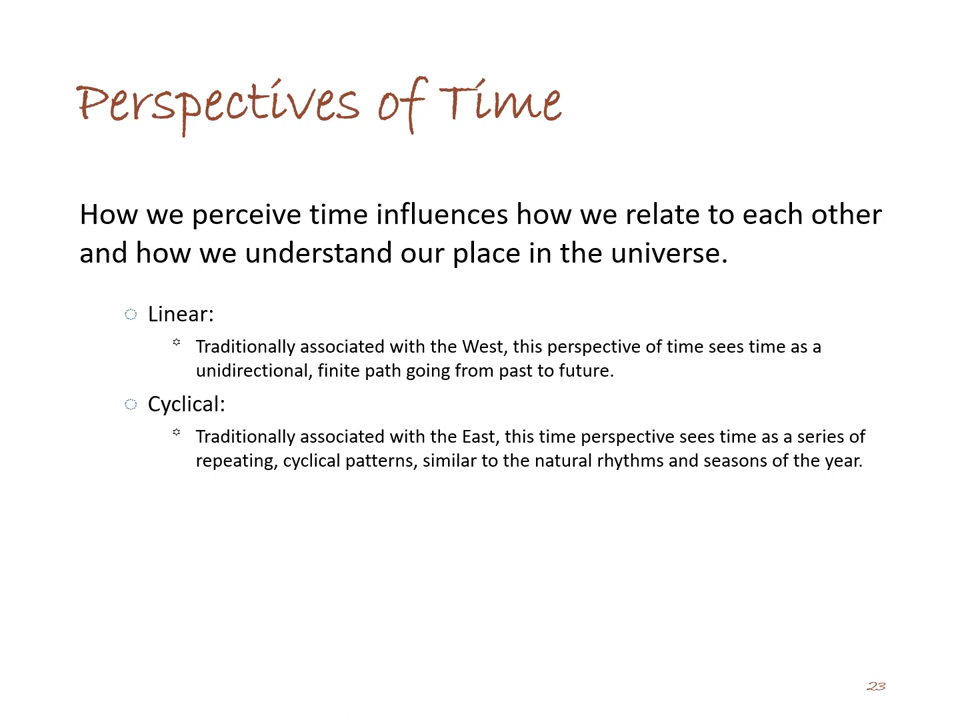 Perspectives of Time
How we perceive time influences how we relate to each other
and how we understand our place in the universe.
Linear:
Traditionally associated with the West, this perspective of time sees time as a
unidirectional, finite path going from past to future.
Cyclical:
Traditionally associated with the East, this time perspective sees time as a series of
repeating, cyclical patterns, similar to the natural rhythms and seasons of the year.
23